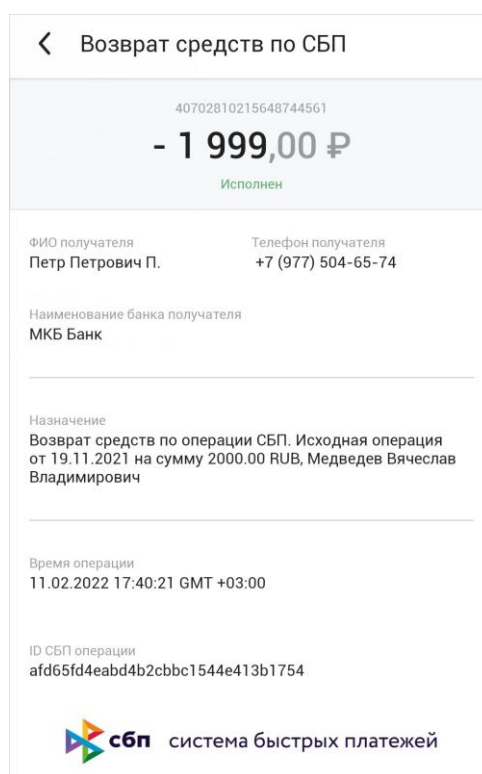 Возврат средств по СБП
40702810215648744561
- 1 999,00 ₽
Исполнен
ФИО получателя
Петр Петрович П.
Телефон получателя
+7 (977) 504-65-74
Наименование банка получателя
МКБ Банк
Назначение
Возврат средств по операции СБП. Исходная операция
от 19.11.2021 на сумму 2000.00 RUB, Медведев Вячеслав
Владимирович
Время операции
11.02.2022 17:40:21 GMT +03:00
ID СБП операции
afd65fd4eabd4b2cbbc1544e413b1754
сбп система быстрых платежей